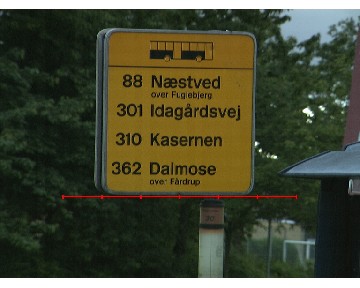 88 Næstved
over Fuglebjerg
301 Idagårdsvej
310 Kasernen
362 Dalmose
over Fårdrup